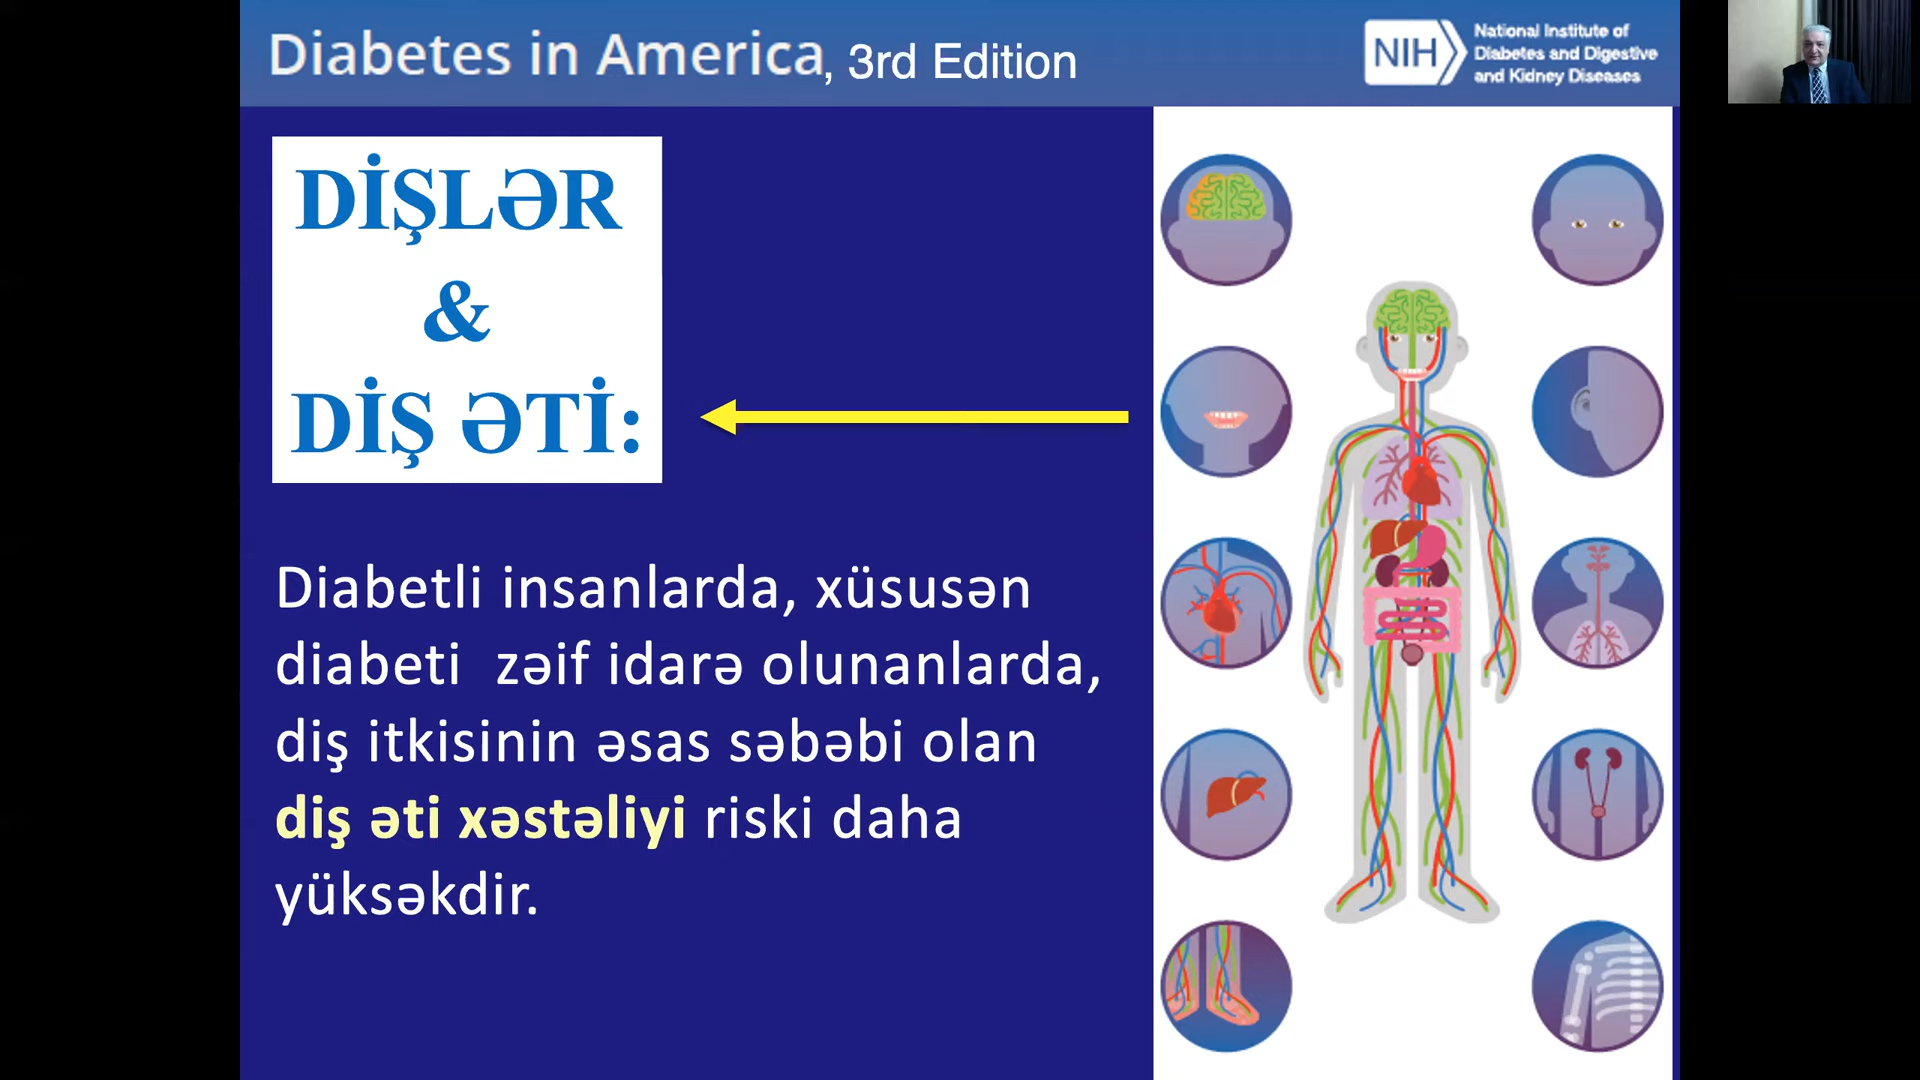 Diabetes in America, 3rd Edition
NIH
National Institute of
Diabetes and Digestive
and Kidney Diseases
DİŞLƏR
&
DİŞ ƏTİ:
Diabetli insanlarda, xüsusən
diabeti zəif idarə olunanlarda,
diş itkisinin əsas səbəbi olan
diş əti xəstəliyi riski daha
yüksəkdir.